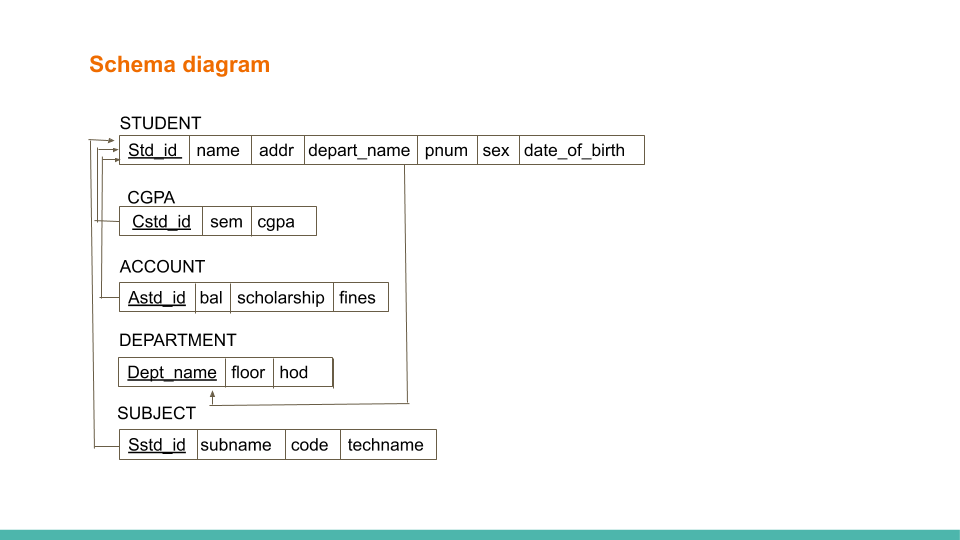 Schema diagram
STUDENT
Std_id name addr depart_name pnum sex date_of_birth
CGPA
Cstd_id sem cgpa
ACCOUNT
Astd_id bal scholarship fines
DEPARTMENT
Dept_name floor hod
SUBJECT
Sstd_id subname code techname